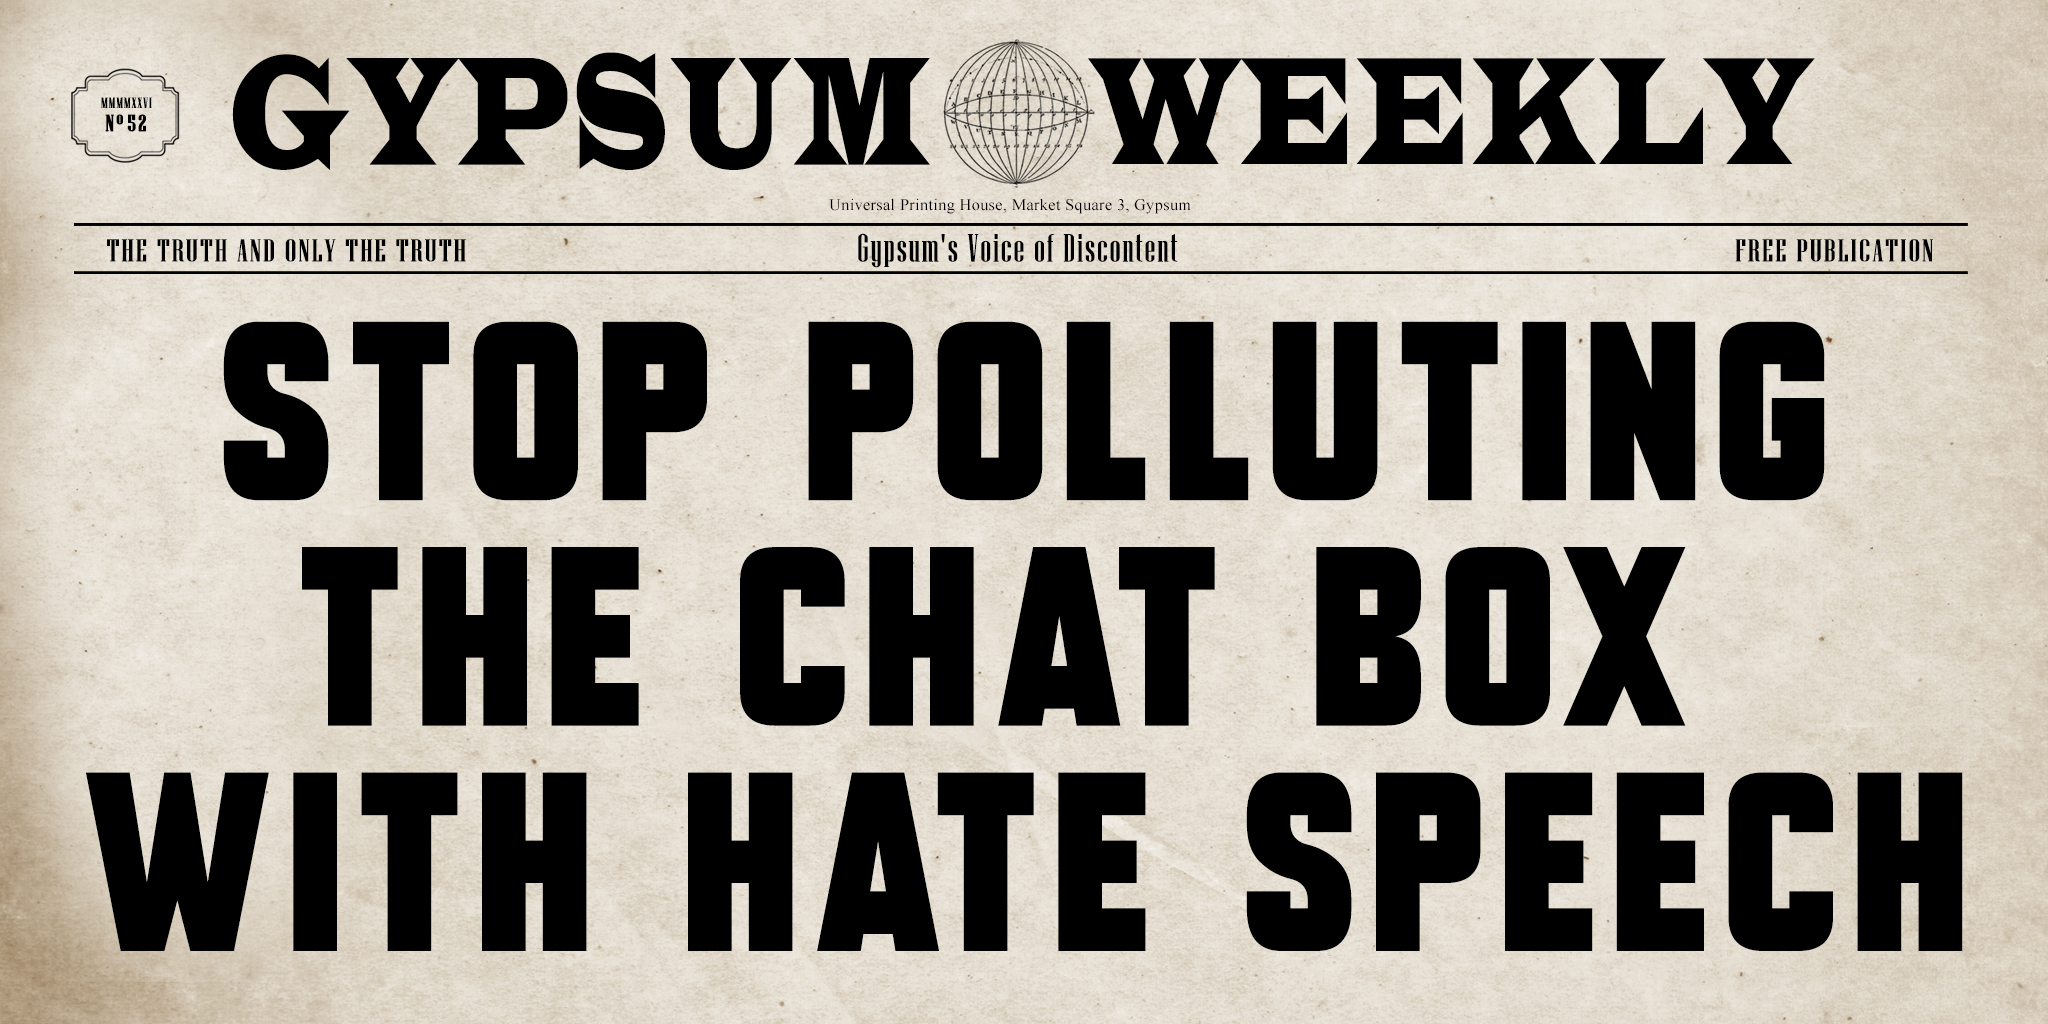 MMMMXXVI
Nº 52
GYPSUM WEEKLY
Universal Printing House, Market Square 3, Gypsum
THE TRUTH AND ONLY THE TRUTH
Gypsum's Voice of Discontent
FREE PUBLICATION
STOP POLLUTING
THE CHAT BOX
WITH HATE SPEECH